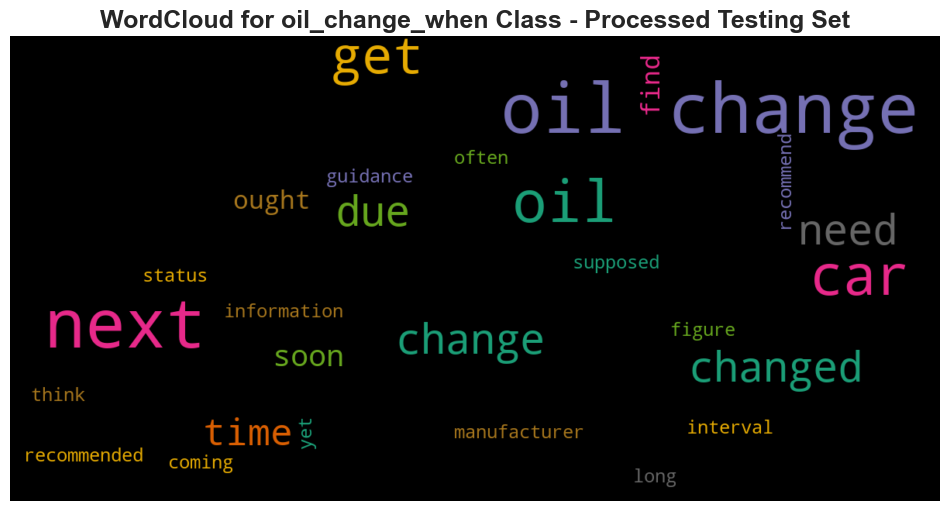 WordCloud for oil_change_when Class - Processed Testing Set
get
find
oil change
often
recommend
guidance
ought
due
oil
need
supposed
status
car
information
next
change
figure
soon
changed
think
time
yet
manufacturer
interval
recommended
coming
long